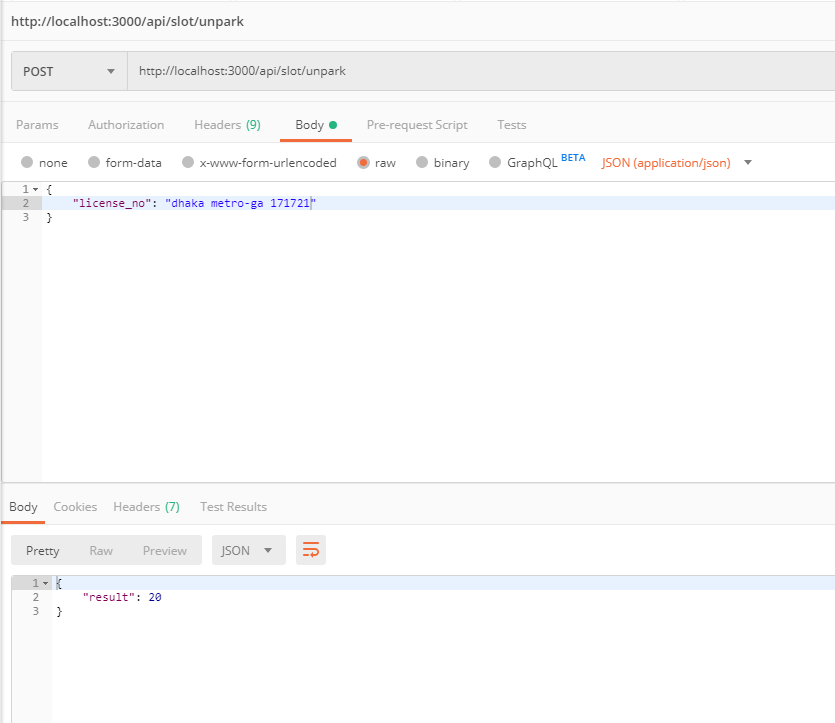 http://localhost:3000/api/slot/unpark
POST http://localhost:3000/api/slot/unpark
Params Authorization Headers (9) Body Pre-request Script Tests
none form-data x-www-form-urlencoded raw binary GraphQL BETA JSON (application/json)
1 {
2 "license_no": "dhaka metro-ga 171721"
3 }
Body Cookies Headers (7) Test Results
Pretty Raw Preview JSON
1 {
2 "result": 20
3 }